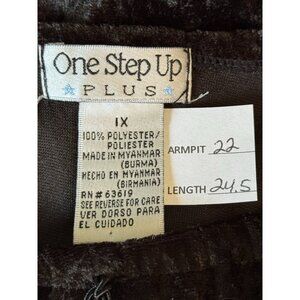 One Step Up
PLUS
1X
100% POLYESTER/
POLIESTER
MADE IN MYANMAR
(BURMA)
HECHO EN MYANMAR
(BIRMANIA)
RN# 63619
SEE REVERSE FOR CARE
VER DORSO PARA
EL CUIDADO
ARMPIT 22
LENGTH 24.5